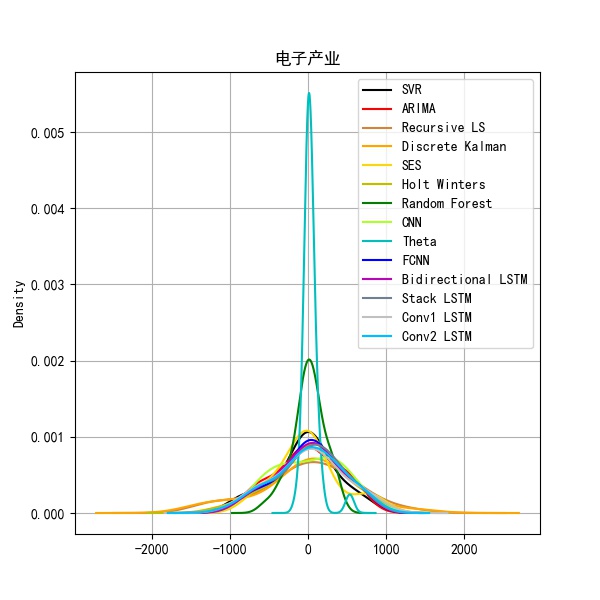 电子产业
SVR
ARIMA
Recursive LS
Discrete Kalman
SES
Holt Winters
Random Forest
CNN
Theta
FCNN
Bidirectional LSTM
Stack LSTM
Conv1 LSTM
Conv2 LSTM
Density
0.005
0.004
0.003
0.002
0.001
0.000
-2000 -1000 0 1000 2000